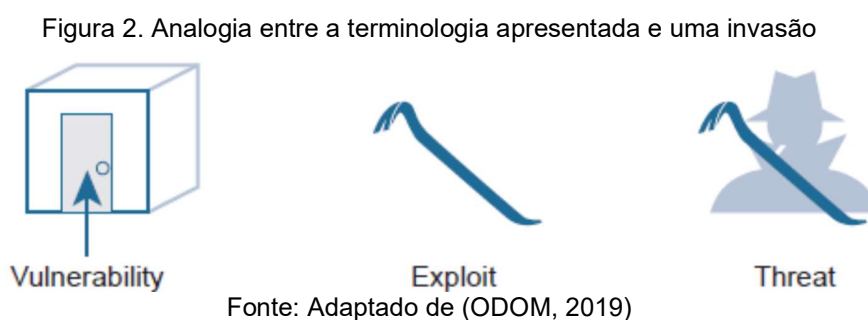 Figura 2. Analogia entre a terminologia apresentada e uma invasão
Vulnerability Exploit Threat
Fonte: Adaptado de (ODOM, 2019)